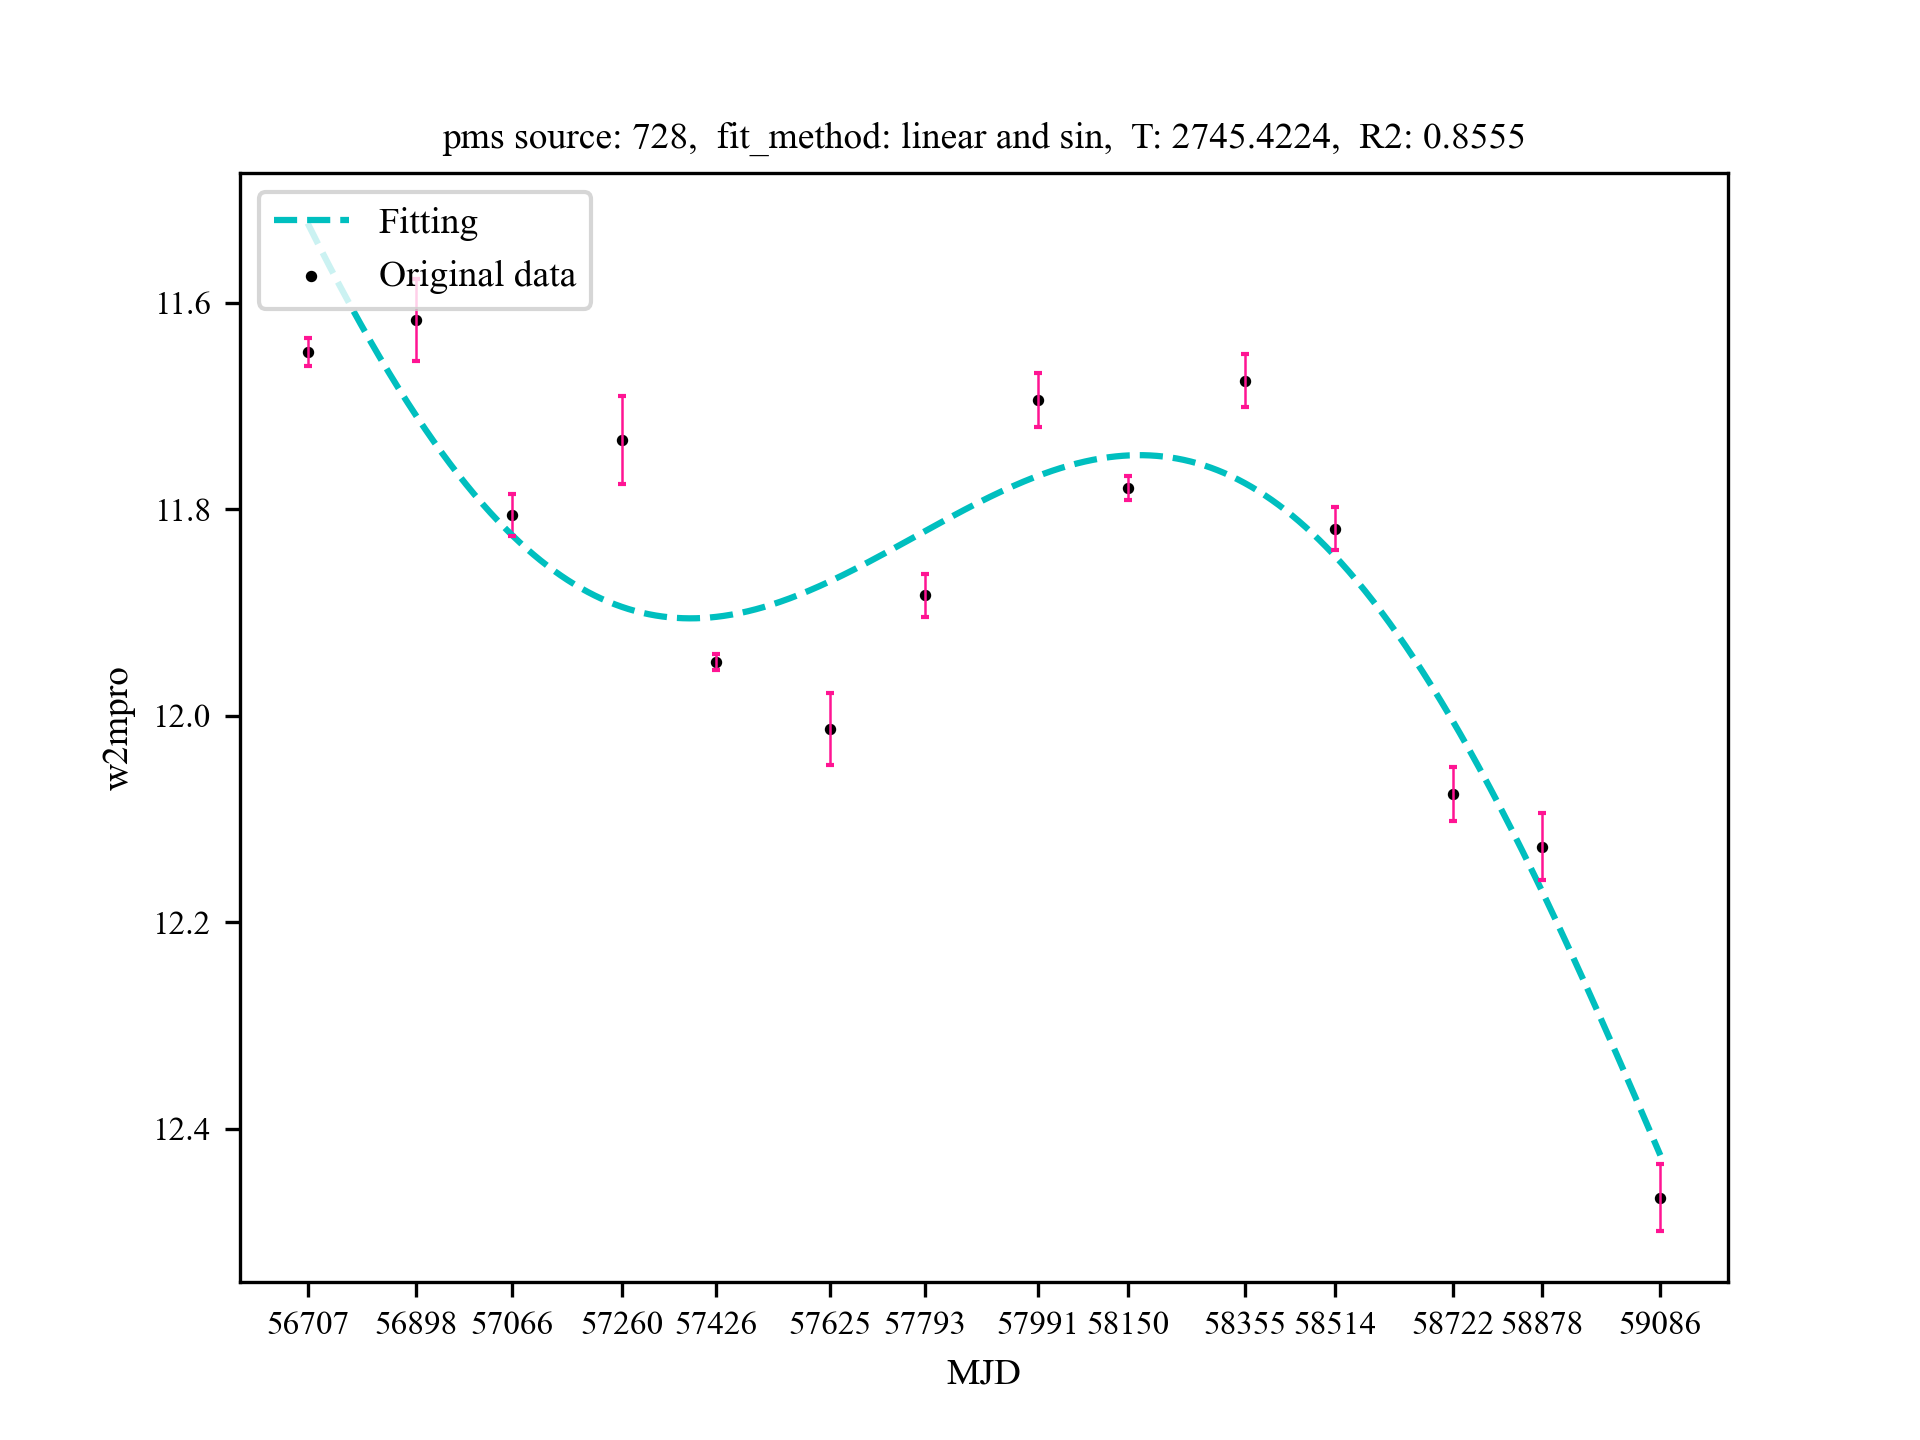 pms source: 728,  fit_method: linear and sin,  T: 2745.4224,  R2: 0.8555
Fitting
Original data
11.6
11.8
12.0
12.2
12.4
w2mpro
56707 56898 57066 57260 57426 57625 57793 57991 58150 58355 58514 58722 58878 59086
MJD